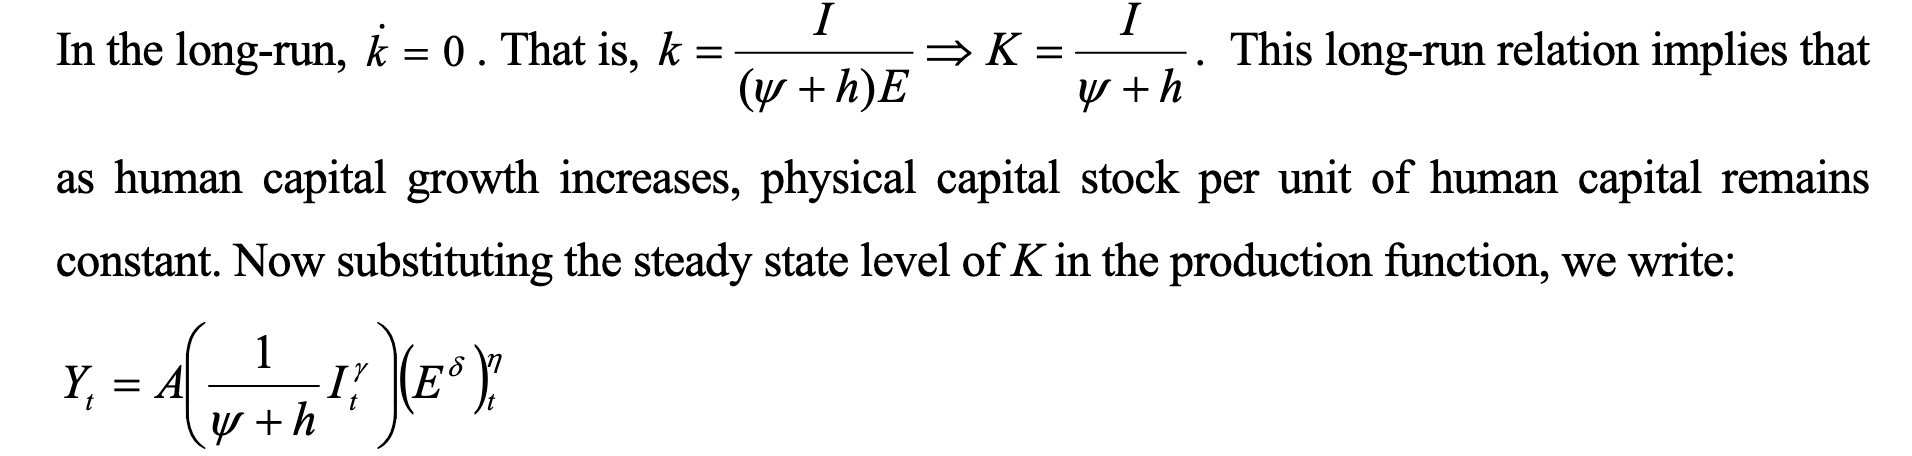 In the long-run, k̇ = 0 . That is, k = I / ((ψ + h)E) ⇒ K = I / (ψ + h) . This long-run relation implies that
as human capital growth increases, physical capital stock per unit of human capital remains
constant. Now substituting the steady state level of K in the production function, we write:
Y_t = A( 1 / (ψ + h) I_t^γ )(E^δ)_t^η